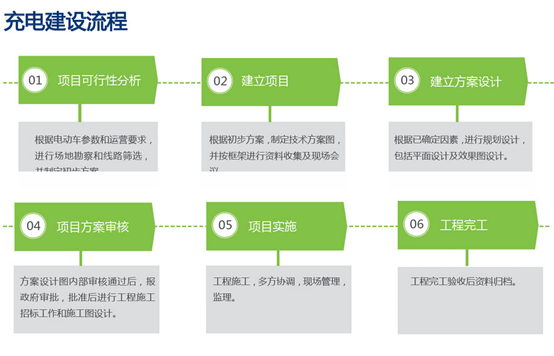 充电建设流程
01 项目可行性分析
根据电动车参数和运营要求，
进行场地勘察和线路筛选，
并制定初步方案
02 建立项目
根据初步方案，制定技术方案图，
并按框架进行资料收集及现场会
议
03 建立方案设计
根据已确定因素，进行规划设计，
包括平面设计及效果图设计。
04 项目方案审核
方案设计图内部审核通过后，报
政府审批，批准后进行工程施工
招标工作和施工图设计。
05 项目实施
工程施工，多方协调，现场管理，
监理。
06 工程完工
工程完工验收后资料归档。